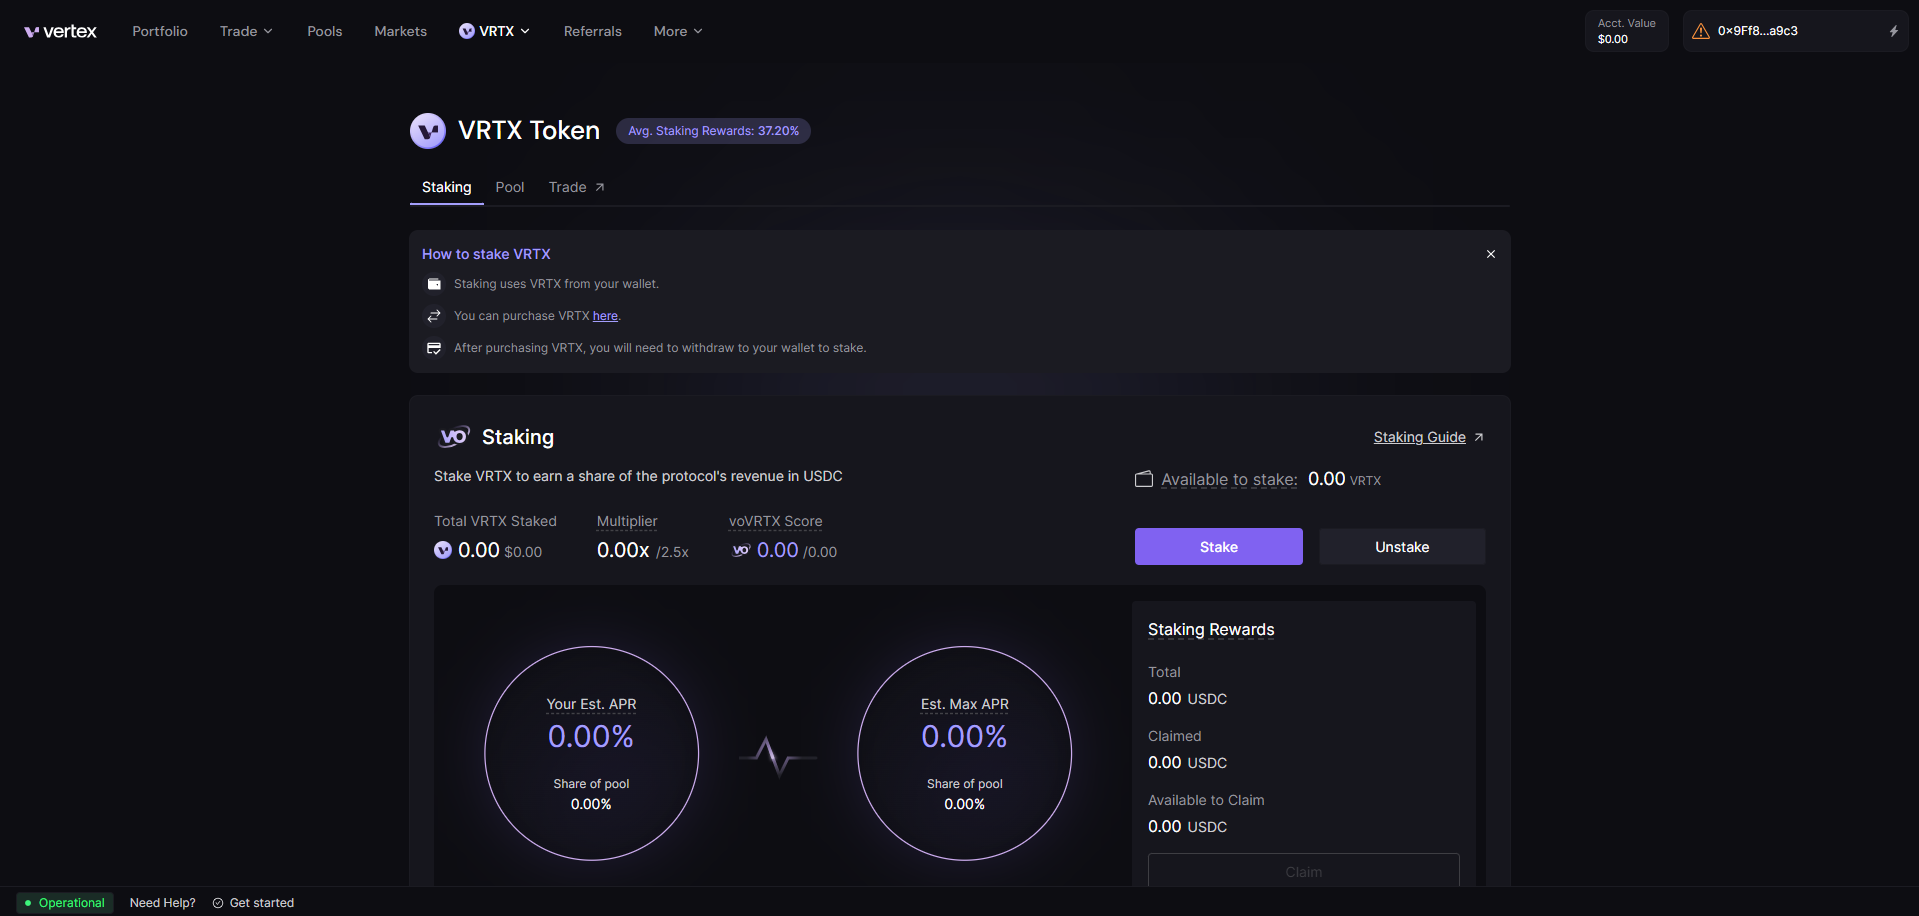 vertex
Portfolio
Trade
Pools
Markets
VRTX
Referrals
More
Acct. Value
$0.00
0x9Ff8...a9c3
VRTX Token
Avg. Staking Rewards: 37.20%
Staking
Pool
Trade
How to stake VRTX
Staking uses VRTX from your wallet.
You can purchase VRTX here.
After purchasing VRTX, you will need to withdraw to your wallet to stake.
vo Staking
Staking Guide
Stake VRTX to earn a share of the protocol's revenue in USDC
Available to stake: 0.00 VRTX
Total VRTX Staked
0.00 $0.00
Multiplier
0.00x /2.5x
voVRTX Score
vo 0.00 /0.00
Stake
Unstake
Your Est. APR
0.00%
Share of pool
0.00%
Est. Max APR
0.00%
Share of pool
0.00%
Staking Rewards
Total
0.00 USDC
Claimed
0.00 USDC
Available to Claim
0.00 USDC
Claim
Operational
Need Help?
Get started